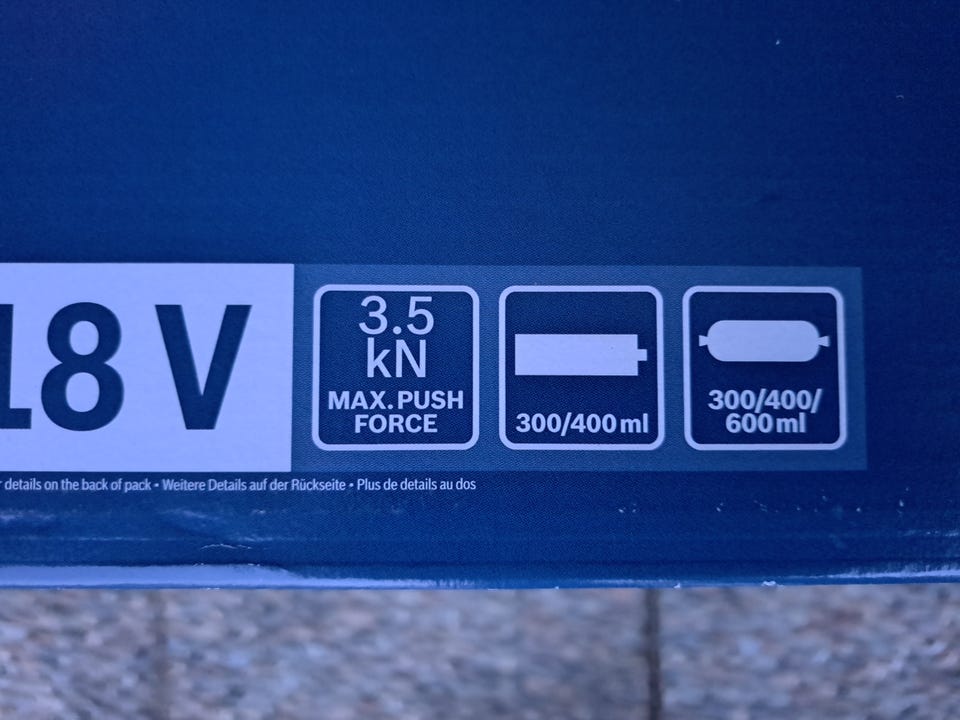 18 V
3.5
kN
MAX. PUSH
FORCE
300/400 ml
300/400/
600 ml
details on the back of pack • Weitere Details auf der Rückseite • Plus de details au dos